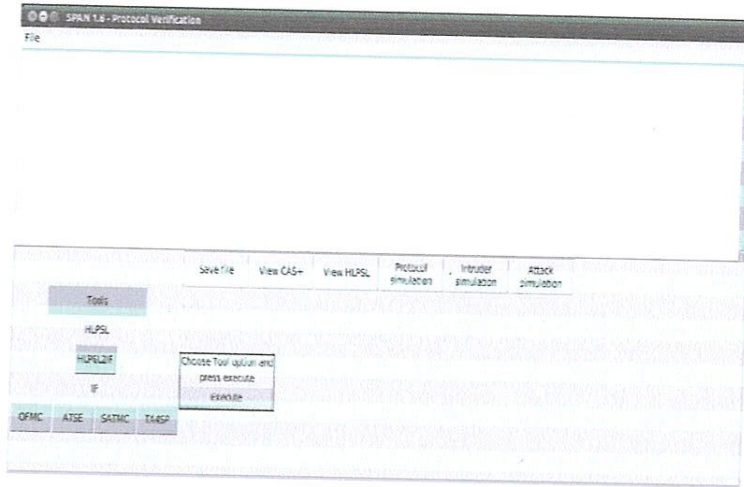 SPAN 1.6 - Protocol Verification
File
Save file View CAS+ View HLPSL Protocol simulation Intruder simulation Attack simulation
Tools
HLPSL
HLPSL2IF
Choose Tool option and
press execute
IF
Execute
OFMC ATSE SATMC TA4SP